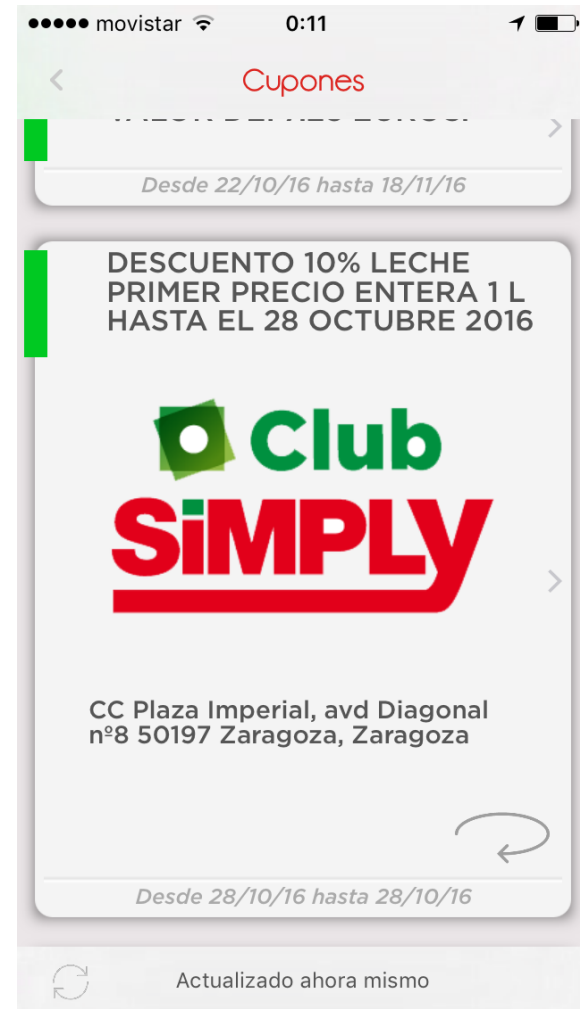 movistar 0:11
Cupones
Desde 22/10/16 hasta 18/11/16
DESCUENTO 10% LECHE
PRIMER PRECIO ENTERA 1 L
HASTA EL 28 OCTUBRE 2016
Club
SiMPLY
CC Plaza Imperial, avd Diagonal
nº8 50197 Zaragoza, Zaragoza
Desde 28/10/16 hasta 28/10/16
Actualizado ahora mismo